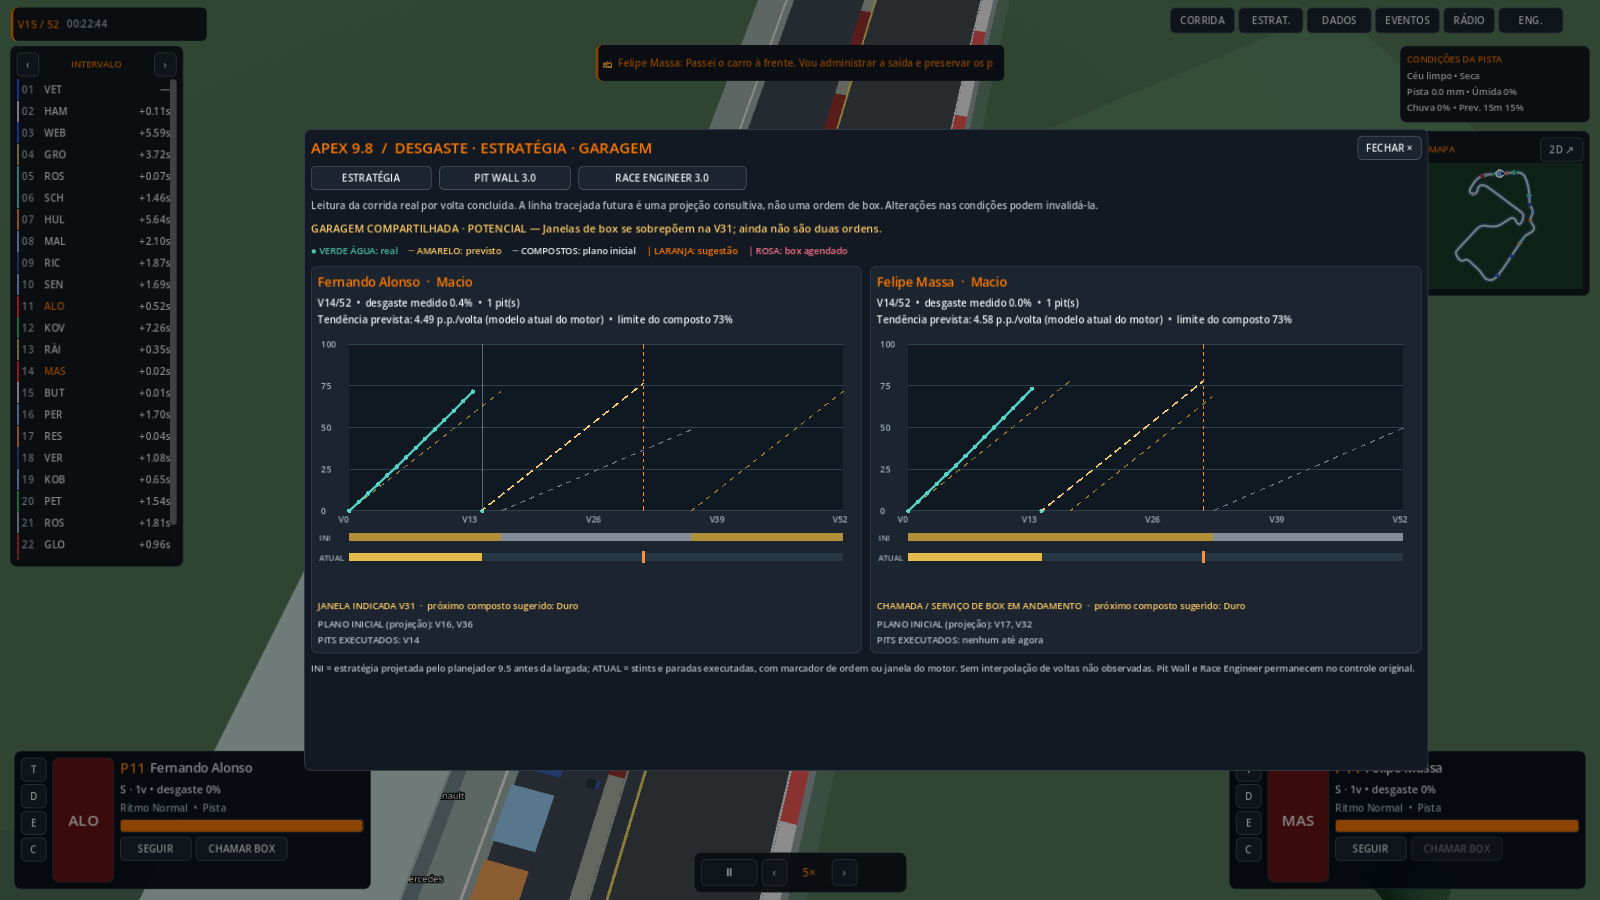 V15 / 52 00:22:44
CORRIDA ESTRAT. DADOS EVENTOS RÁDIO ENG.
‹ INTERVALO ›
01 VET —
02 HAM +0.11s
03 WEB +5.59s
04 GRO +3.72s
05 ROS +0.07s
06 SCH +1.46s
07 HUL +5.64s
08 MAL +2.10s
09 RIC +1.87s
10 SEN +1.69s
11 ALO +0.52s
12 KOV +7.26s
13 RÄI +0.35s
14 MAS +0.02s
15 BUT +0.01s
16 PER +1.70s
17 RES +0.04s
18 VER +1.08s
19 KOB +0.65s
20 PET +1.54s
21 ROS +1.81s
22 GLO +0.96s
Felipe Massa: Passei o carro à frente. Vou administrar a saída e preservar os p
CONDIÇÕES DA PISTA
Céu limpo • Seca
Pista 0.0 mm • Úmida 0%
Chuva 0% • Prev. 15m 15%
MAPA 2D ↗
APEX 9.8 / DESGASTE · ESTRATÉGIA · GARAGEM FECHAR ×
ESTRATÉGIA PIT WALL 3.0 RACE ENGINEER 3.0
Leitura da corrida real por volta concluída. A linha tracejada futura é uma projeção consultiva, não uma ordem de box. Alterações nas condições podem invalidá-la.
GARAGEM COMPARTILHADA · POTENCIAL — Janelas de box se sobrepõem na V31; ainda não são duas ordens.
● VERDE ÁGUA: real — AMARELO: previsto — COMPOSTOS: plano inicial | LARANJA: sugestão | ROSA: box agendado
Fernando Alonso · Macio
V14/52 • desgaste medido 0.4% • 1 pit(s)
Tendência prevista: 4.49 p.p./volta (modelo atual do motor) • limite do composto 73%
100
75
50
25
0
V0 V13 V26 V39 V52
INI
ATUAL
JANELA INDICADA V31 · próximo composto sugerido: Duro
PLANO INICIAL (projeção): V16, V36
PITS EXECUTADOS: V14
Felipe Massa · Macio
V14/52 • desgaste medido 0.0% • 1 pit(s)
Tendência prevista: 4.58 p.p./volta (modelo atual do motor) • limite do composto 73%
100
75
50
25
0
V0 V13 V26 V39 V52
INI
ATUAL
CHAMADA / SERVIÇO DE BOX EM ANDAMENTO · próximo composto sugerido: Duro
PLANO INICIAL (projeção): V17, V32
PITS EXECUTADOS: nenhum até agora
INI = estratégia projetada pelo planejador 9.5 antes da largada; ATUAL = stints e paradas executadas, com marcador de ordem ou janela do motor. Sem interpolação de voltas não observadas. Pit Wall e Race Engineer permanecem no controle original.
T
D
E
C
ALO
P11 Fernando Alonso
S · 1v • desgaste 0%
Ritmo Normal • Pista
SEGUIR CHAMAR BOX
nault
ercedes
II ‹ 5× ›
D
E
C
MAS
Felipe Massa
S · 1v • desgaste 0%
Ritmo Normal • Pista
SEGUIR CHAMAR BOX